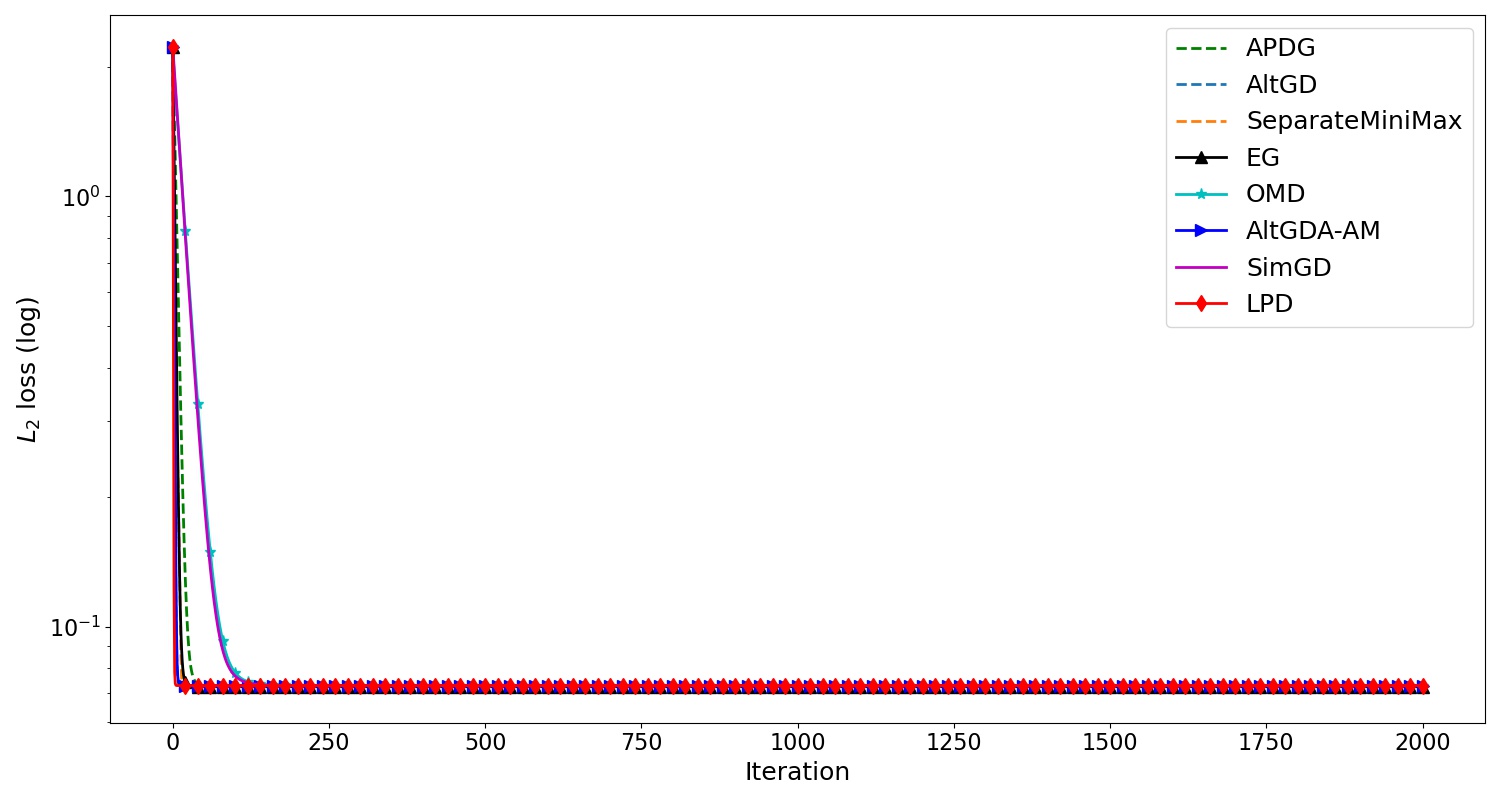 APDG
AltGD
SeparateMiniMax
EG
OMD
AltGDA-AM
SimGD
LPD
10⁰
10⁻¹
L₂ loss (log)
0 250 500 750 1000 1250 1500 1750 2000
Iteration